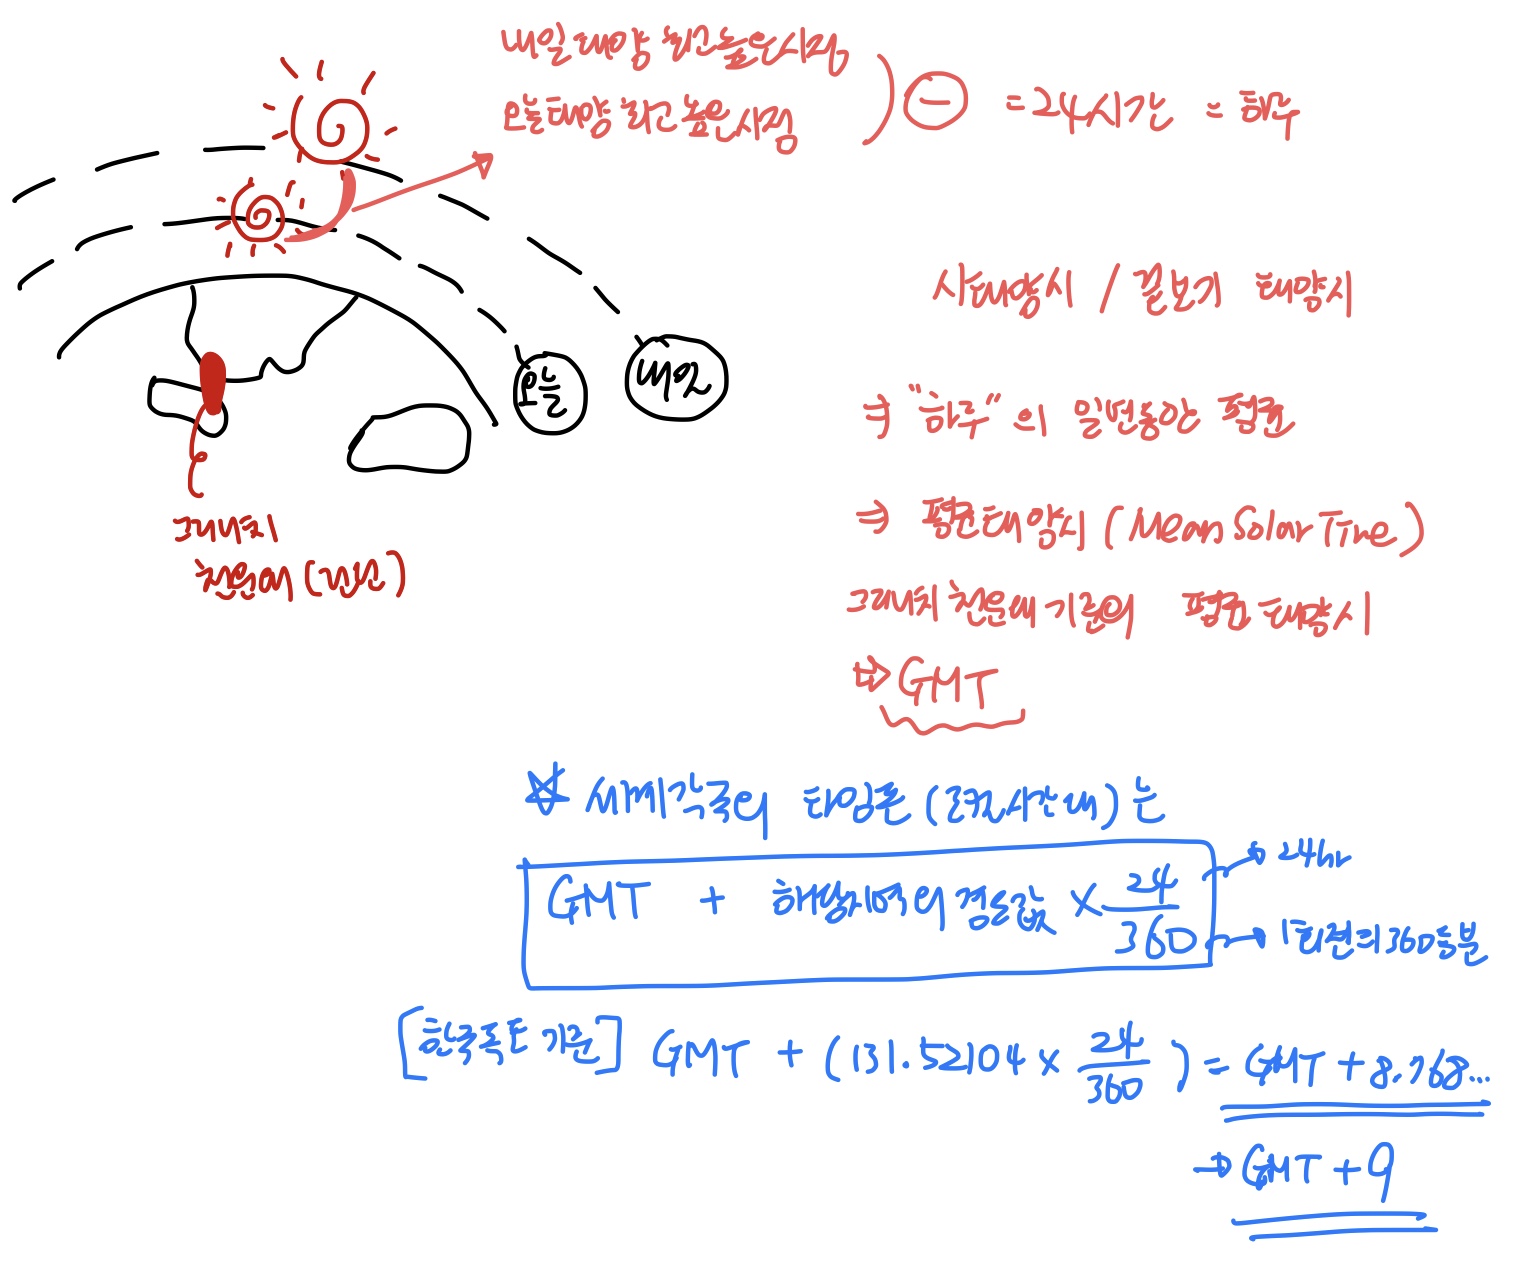 내일 태양 최고 높은 시점
오늘 태양 최고 높은 시점
) ⊖ = 24시간 = 하루
오늘
내일
그리니치
천문대 (런던)
시태양시 / 겉보기 태양시
⇒ "하루"의 일년동안 평균
⇒ 평균태양시 (Mean Solar Time)
그리니치 천문대 기준의 평균 태양시
⇒ GMT
☆ 세계각국의 타임존 (로컬시간대)는
GMT + 해당지역의 경도값 × 24/360
→ 24hr
→ 1회전의 360등분
[한국독도 기준] GMT + (131.52104 × 24/360) = GMT + 8.768...
→ GMT + 9